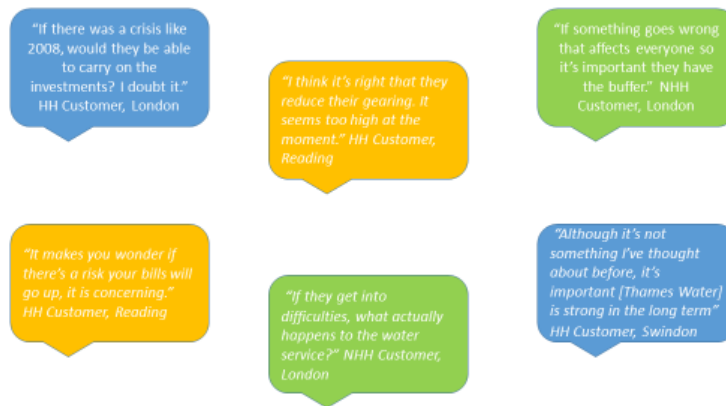 “If there was a crisis like
2008, would they be able
to carry on the
investments? I doubt it.”
HH Customer, London
“I think it’s right that they
reduce their gearing. It
seems too high at the
moment.” HH Customer,
Reading
“If something goes wrong
that affects everyone so
it’s important they have
the buffer.” NHH
Customer, London
“It makes you wonder if
there’s a risk your bills will
go up, it is concerning.”
HH Customer, Reading
“If they get into
difficulties, what actually
happens to the water
service?” NHH Customer,
London
“Although it’s not
something I’ve thought
about before, it’s
important [Thames Water]
is strong in the long term”
HH Customer, Swindon